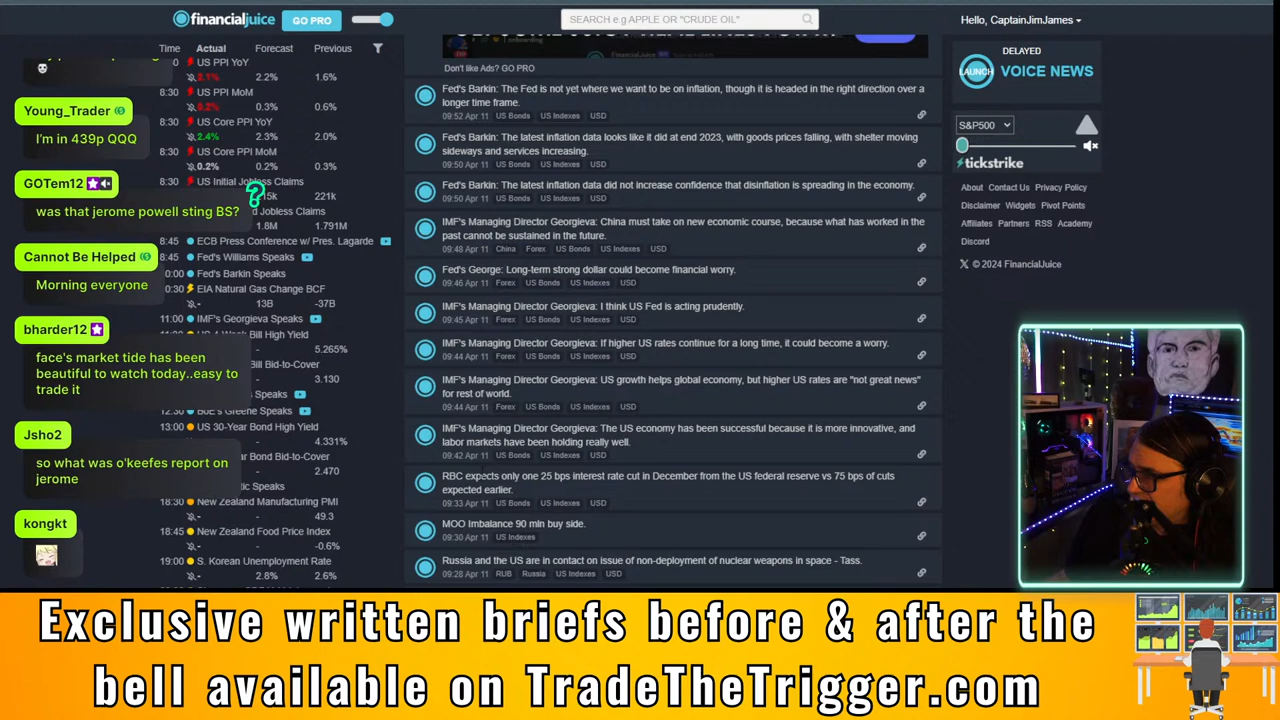 financialjuice
GO PRO
SEARCH E.g APPLE OR "CRUDE OIL"
Hello, CaptainJimJames
Time Actual Forecast Previous
US PPI YoY
2.1% 2.2% 1.6%
8:30 US PPI MoM
0.2% 0.3% 0.6%
8:30 US Core PPI YoY
2.4% 2.3% 2.0%
8:30 US Core PPI MoM
0.2% 0.2% 0.3%
8:30 US Initial Jobless Claims
15k 221k
d Jobless Claims
1.8M 1.791M
8:45 ECB Press Conference w/ Pres. Lagarde
8:45 Fed's Williams Speaks
0:00 Fed's Barkin Speaks
0:30 EIA Natural Gas Change BCF
- 13B -37B
11:00 IMF's Georgieva Speaks
Bill High Yield
- 5.265%
Bill Bid-to-Cover
- 3.130
s Speaks
12:30 BoE's Greene Speaks
13:00 US 30-Year Bond High Yield
- 4.331%
ar Bond Bid-to-Cover
- 2.470
stic Speaks
18:30 New Zealand Manufacturing PMI
- 49.3
18:45 New Zealand Food Price Index
- - -0.6%
19:00 S. Korean Unemployment Rate
- 2.8% 2.6%
Young_Trader
I'm in 439p QQQ
GOTem12
was that jerome powell sting BS?
Cannot Be Helped
Morning everyone
bharder12
face's market tide has been
beautiful to watch today..easy to
trade it
Jsho2
so what was o'keefes report on
jerome
kongkt
?
Don't like Ads? GO PRO
Fed's Barkin: The Fed is not yet where we want to be on inflation, though it is headed in the right direction over a
longer time frame.
09:52 Apr 11 US Bonds US Indexes USD
Fed's Barkin: The latest inflation data looks like it did at end 2023, with goods prices falling, with shelter moving
sideways and services increasing.
09:50 Apr 11 US Bonds US Indexes USD
Fed's Barkin: The latest inflation data did not increase confidence that disinflation is spreading in the economy.
09:50 Apr 11 US Bonds US Indexes USD
IMF's Managing Director Georgieva: China must take on new economic course, because what has worked in the
past cannot be sustained in the future.
09:48 Apr 11 China Forex US Bonds US Indexes USD
Fed's George: Long-term strong dollar could become financial worry.
09:46 Apr 11 Forex US Bonds US Indexes USD
IMF's Managing Director Georgieva: I think US Fed is acting prudently.
09:45 Apr 11 Forex US Bonds US Indexes USD
IMF's Managing Director Georgieva: If higher US rates continue for a long time, it could become a worry.
09:44 Apr 11 Forex US Bonds US Indexes USD
IMF's Managing Director Georgieva: US growth helps global economy, but higher US rates are "not great news"
for rest of world.
09:44 Apr 11 Forex US Bonds US Indexes USD
IMF's Managing Director Georgieva: The US economy has been successful because it is more innovative, and
labor markets have been holding really well.
09:42 Apr 11 US Bonds US Indexes USD
RBC expects only one 25 bps interest rate cut in December from the US federal reserve vs 75 bps of cuts
expected earlier.
09:33 Apr 11 US Bonds US Indexes USD
MOO Imbalance 90 mln buy side.
09:30 Apr 11 US Indexes
Russia and the US are in contact on issue of non-deployment of nuclear weapons in space - Tass.
09:28 Apr 11 RUB Russia US Indexes USD
DELAYED
LAUNCH VOICE NEWS
S&P500
tickstrike
About Contact Us Privacy Policy
Disclaimer Widgets Pivot Points
Affiliates Partners RSS Academy
Discord
X © 2024 FinancialJuice
Exclusive written briefs before & after the
bell available on TradeTheTrigger.com